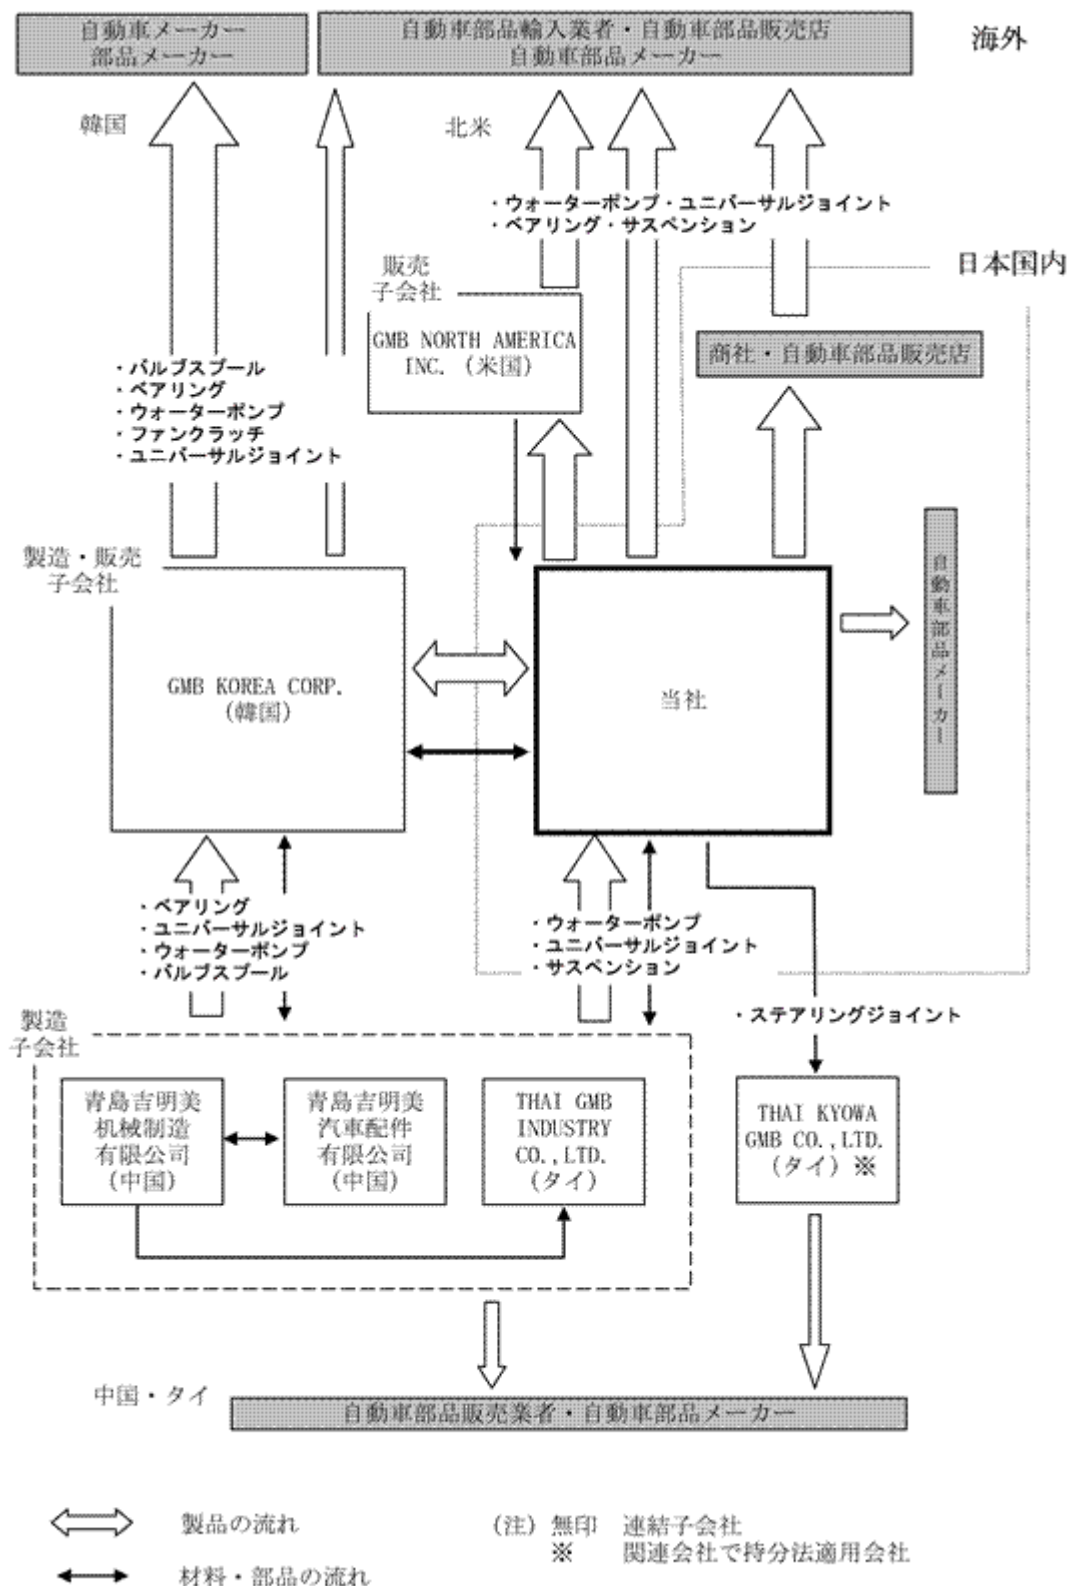 自動車メーカー
部品メーカー
自動車部品輸入業者・自動車部品販売店
自動車部品メーカー
海外
韓国
北米
・ウォーターポンプ・ユニバーサルジョイント
・ベアリング・サスペンション
日本国内
販売
子会社
GMB NORTH AMERICA
INC.（米国）
商社・自動車部品販売店
・バルブスプール
・ベアリング
・ウォーターポンプ
・ファンクラッチ
・ユニバーサルジョイント
製造・販売
子会社
自動車部品メーカー
GMB KOREA CORP.
（韓国）
当社
・ベアリング
・ユニバーサルジョイント
・ウォーターポンプ
・バルブスプール
・ウォーターポンプ
・ユニバーサルジョイント
・サスペンション
・ステアリングジョイント
製造
子会社
青島吉明美
机械制造
有限公司
（中国）
青島吉明美
汽車配件
有限公司
（中国）
THAI GMB
INDUSTRY
CO.,LTD.
（タイ）
THAI KYOWA
GMB CO.,LTD.
（タイ）※
中国・タイ
自動車部品販売業者・自動車部品メーカー
製品の流れ
材料・部品の流れ
（注）無印　連結子会社
※　関連会社で持分法適用会社